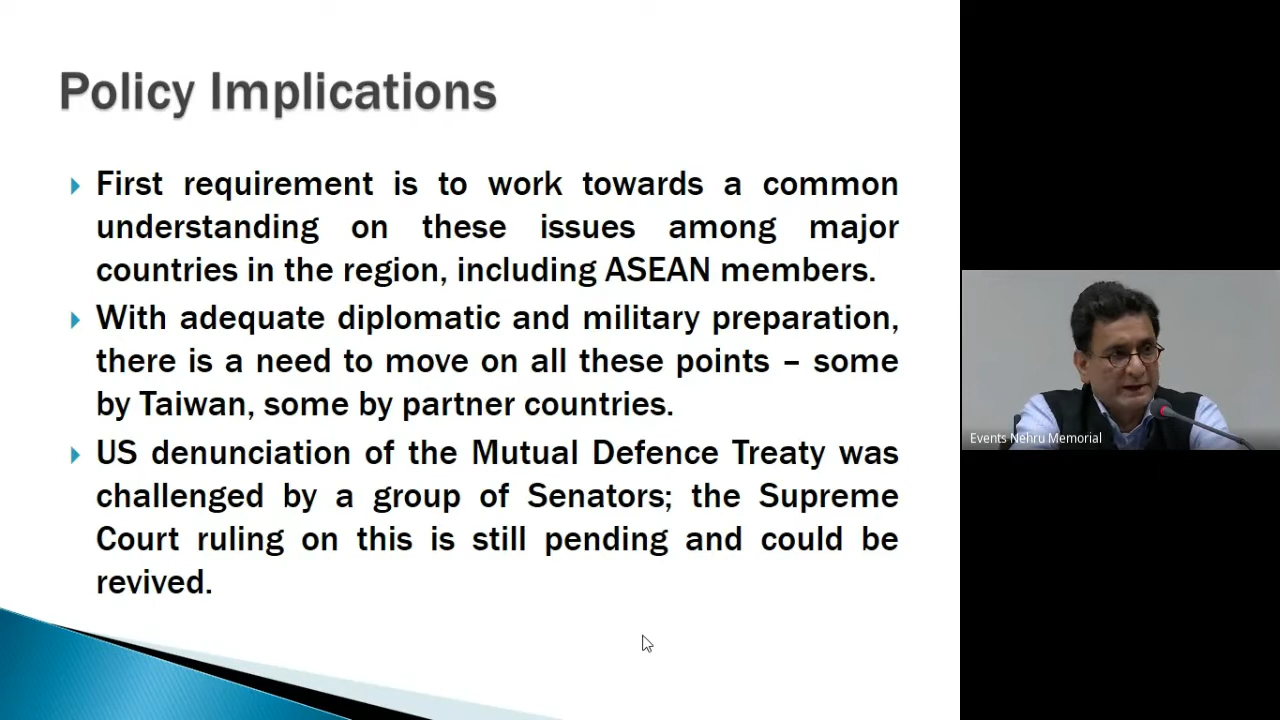 Policy Implications
First requirement is to work towards a common
understanding on these issues among major
countries in the region, including ASEAN members.
With adequate diplomatic and military preparation,
there is a need to move on all these points – some
by Taiwan, some by partner countries.
US denunciation of the Mutual Defence Treaty was
challenged by a group of Senators; the Supreme
Court ruling on this is still pending and could be
revived.
Events Nehru Memorial